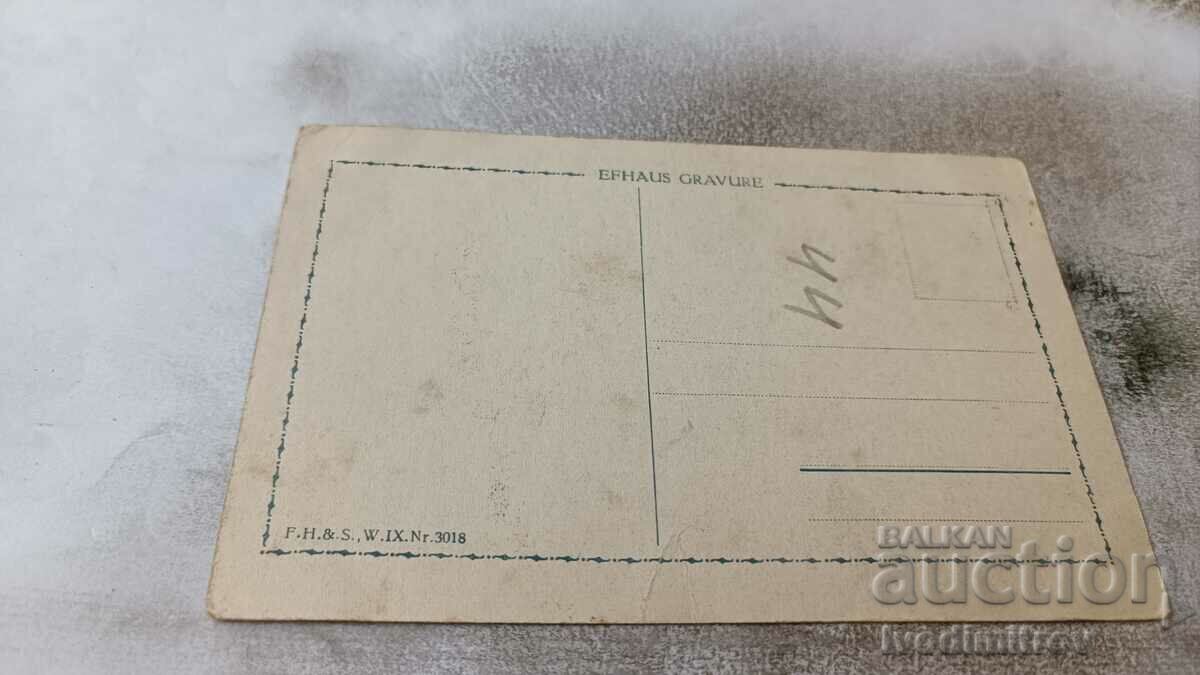 EFHAUS GRAVURE
44
F.H.&S., W.IX.Nr.3018
BALKAN
auction
Ivodimitrov